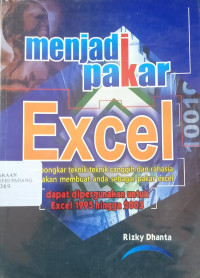 menjadi
pakar
Excel
1001
bongkar teknik-teknik canggih dan rahasia
akan membuat anda sebagai pakar excel
dapat dipergunakan untuk
Excel 1995 hingga 2003
Rizky Dhanta